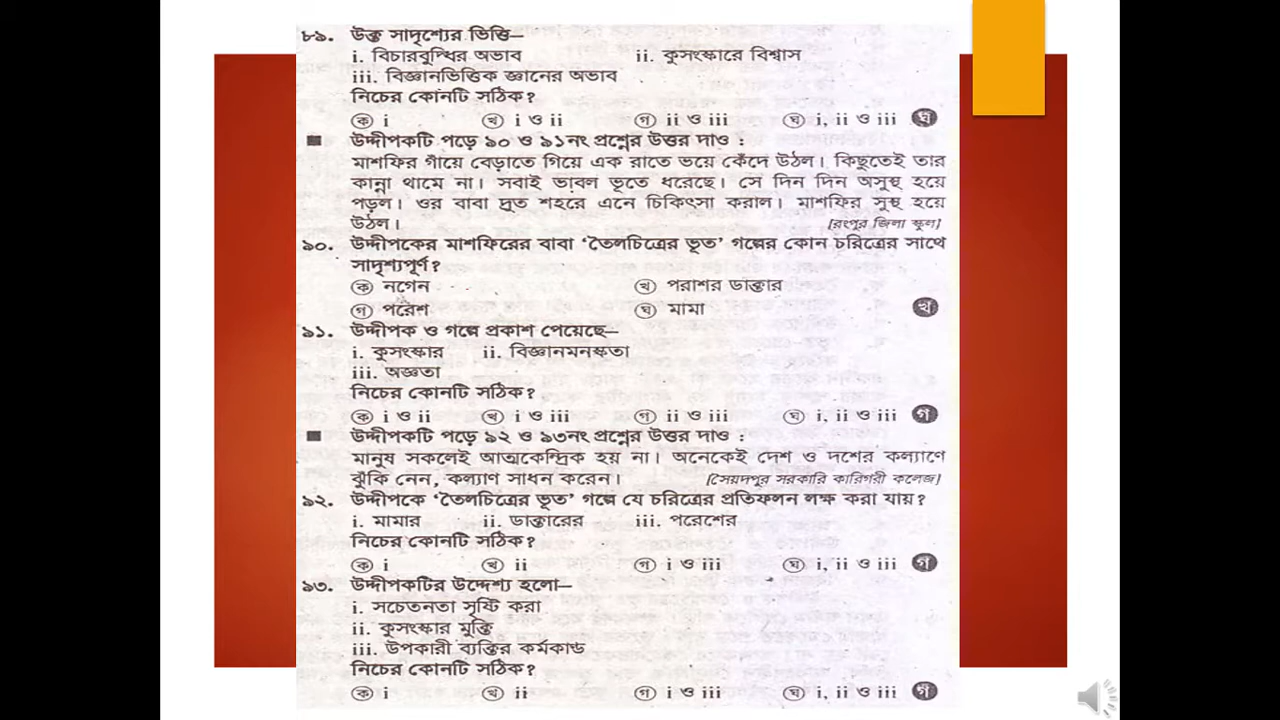 ৮৯. উক্ত সাদৃশ্যের ভিত্তি–
i. বিচারবুদ্ধির অভাব ii. কুসংস্কারে বিশ্বাস
iii. বিজ্ঞানভিত্তিক জ্ঞানের অভাব
নিচের কোনটি সঠিক?
ক i খ i ও ii গ ii ও iii ঘ i, ii ও iii ঘ
■ উদ্দীপকটি পড়ে ৯০ ও ৯১নং প্রশ্নের উত্তর দাও :
মাশফির গাঁয়ে বেড়াতে গিয়ে এক রাতে ভয়ে কেঁদে উঠল। কিছুতেই তার
কান্না থামে না। সবাই ভাবল ভূতে ধরেছে। সে দিন দিন অসুস্থ হয়ে
পড়ল। ওর বাবা দ্রুত শহরে এনে চিকিৎসা করাল। মাশফির সুস্থ হয়ে
উঠল। [রংপুর জিলা স্কুল]
৯০. উদ্দীপকের মাশফিরের বাবা ‘তৈলচিত্রের ভূত’ গল্পের কোন চরিত্রের সাথে
সাদৃশ্যপূর্ণ?
ক নগেন খ পরাশর ডাক্তার
গ পরেশ ঘ মামা খ
৯১. উদ্দীপক ও গল্পে প্রকাশ পেয়েছে–
i. কুসংস্কার ii. বিজ্ঞানমনস্কতা
iii. অজ্ঞতা
নিচের কোনটি সঠিক?
ক i ও ii খ i ও iii গ ii ও iii ঘ i, ii ও iii গ
■ উদ্দীপকটি পড়ে ৯২ ও ৯৩নং প্রশ্নের উত্তর দাও :
মানুষ সকলেই আত্মকেন্দ্রিক হয় না। অনেকেই দেশ ও দশের কল্যাণে
ঝুঁকি নেন, কল্যাণ সাধন করেন। [সৈয়দপুর সরকারি কারিগরী কলেজ]
৯২. উদ্দীপকে ‘তৈলচিত্রের ভূত’ গল্পে যে চরিত্রের প্রতিফলন লক্ষ করা যায়?
i. মামার ii. ডাক্তারের iii. পরেশের
নিচের কোনটি সঠিক?
ক i খ ii গ i ও iii ঘ i, ii ও iii গ
৯৩. উদ্দীপকটির উদ্দেশ্য হলো–
i. সচেতনতা সৃষ্টি করা
ii. কুসংস্কার মুক্তি
iii. উপকারী ব্যক্তির কর্মকান্ড
নিচের কোনটি সঠিক?
ক i খ ii গ i ও iii ঘ i, ii ও iii গ